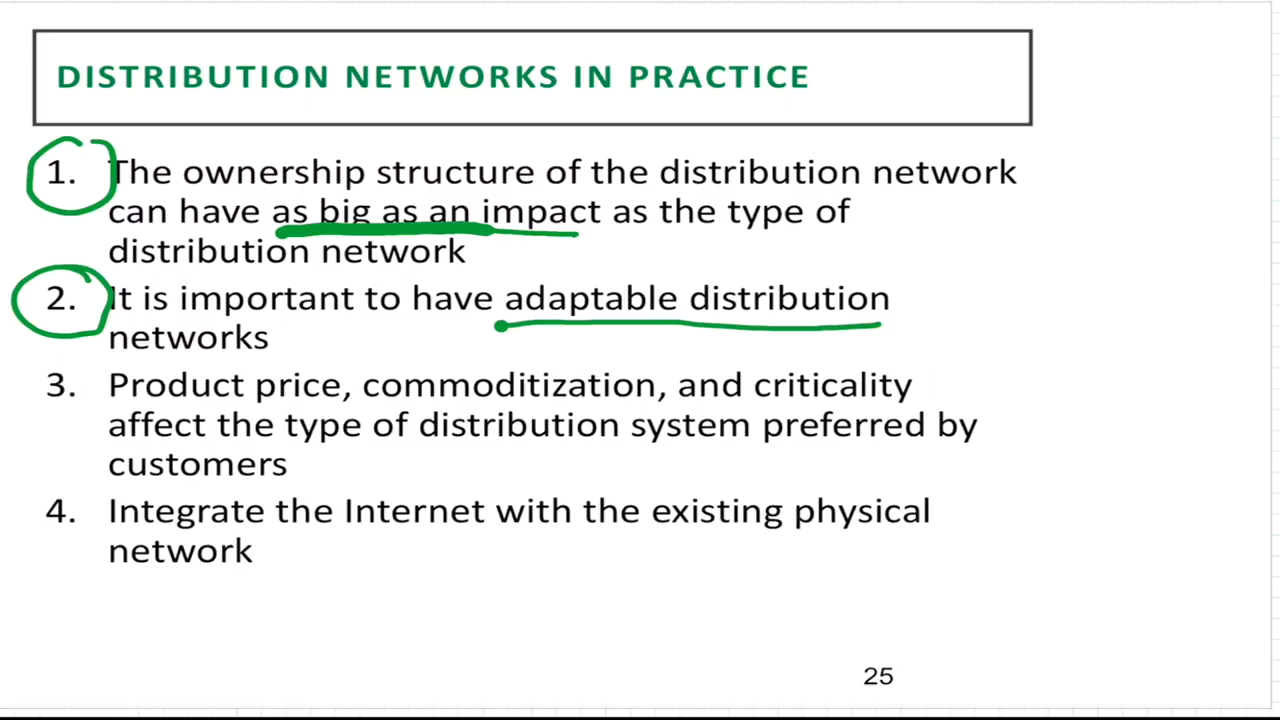 DISTRIBUTION NETWORKS IN PRACTICE
1. The ownership structure of the distribution network
can have as big as an impact as the type of
distribution network
2. It is important to have adaptable distribution
networks
3. Product price, commoditization, and criticality
affect the type of distribution system preferred by
customers
4. Integrate the Internet with the existing physical
network
25